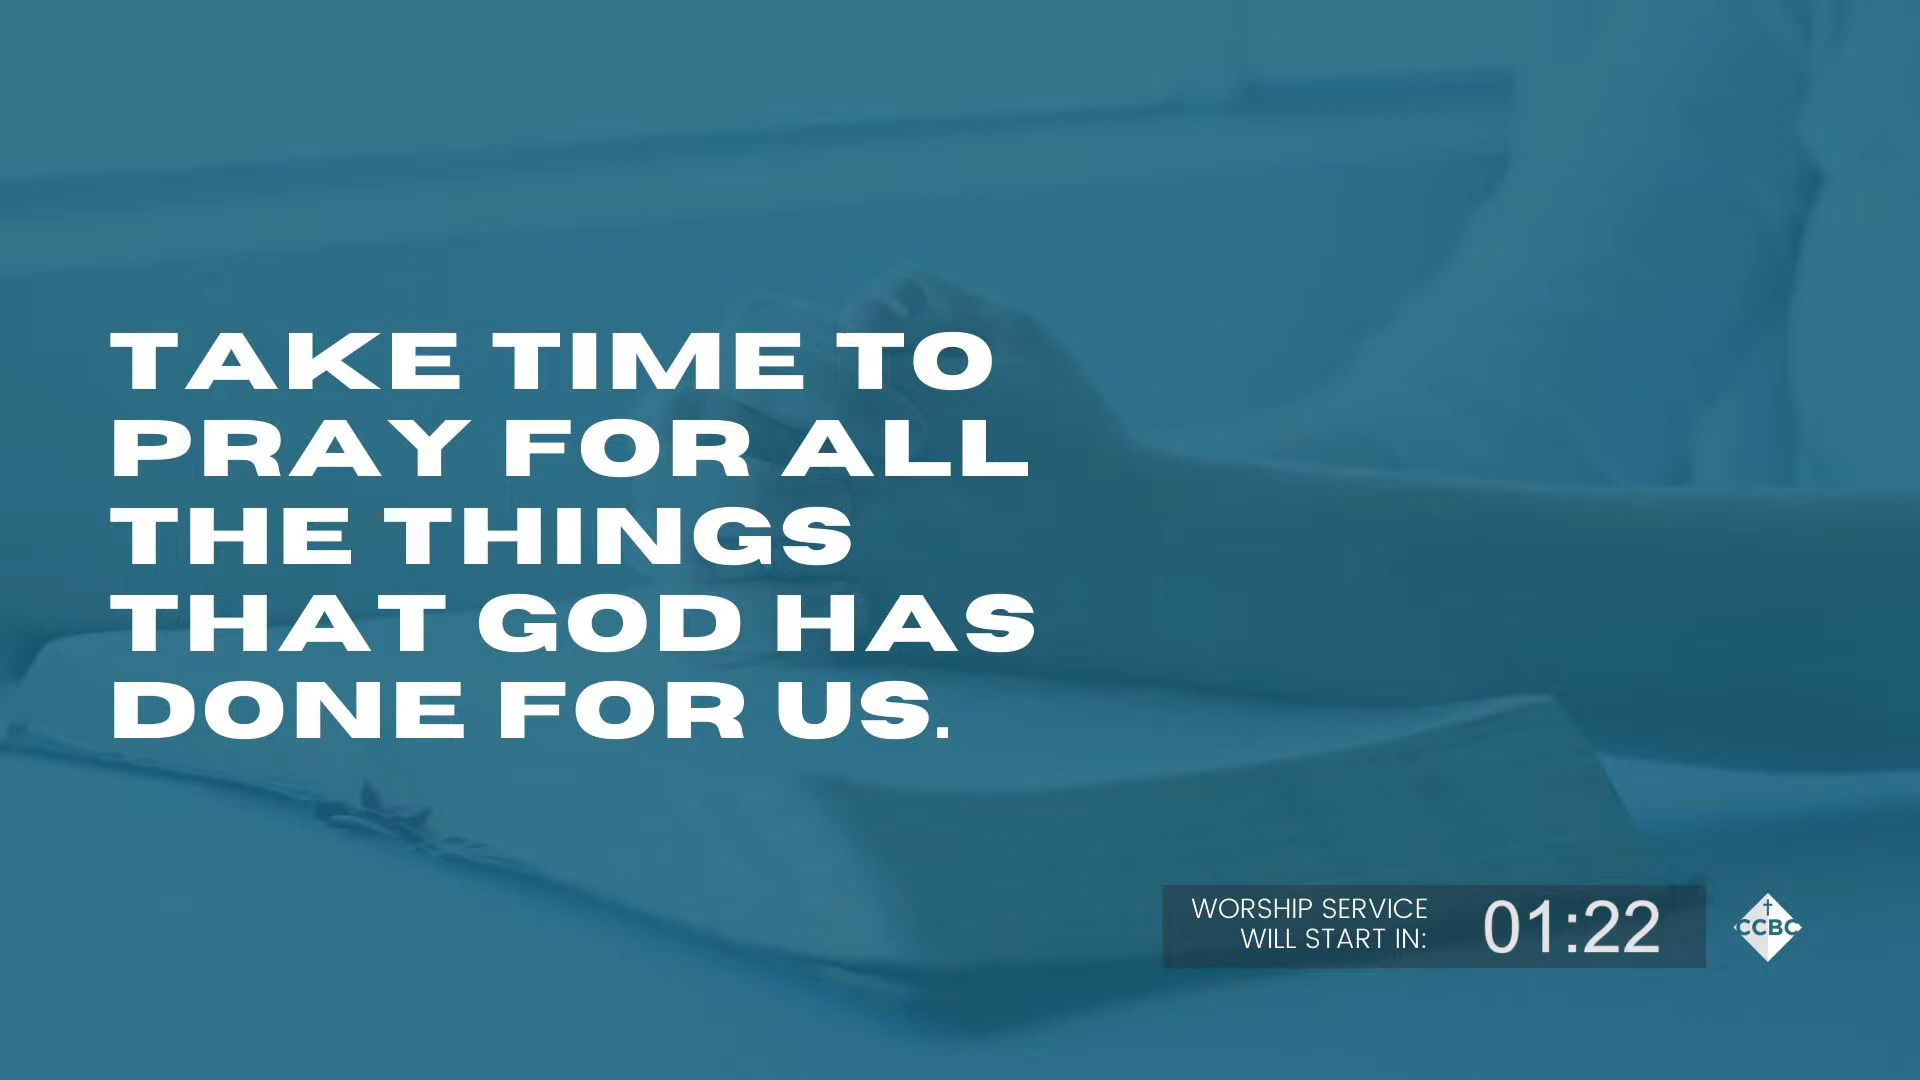 TAKE TIME TO
PRAY FOR ALL
THE THINGS
THAT GOD HAS
DONE FOR US.
WORSHIP SERVICE
WILL START IN:
01:22
CCBC